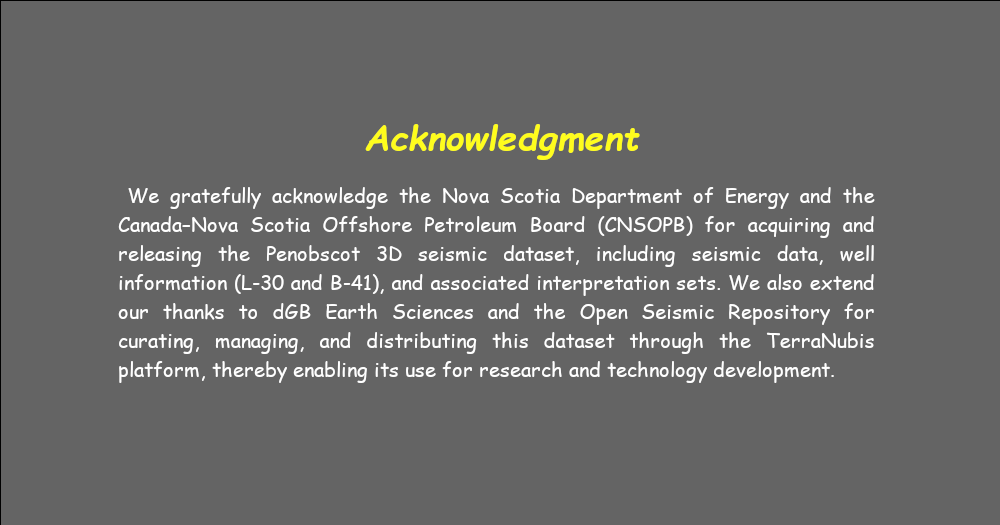 Acknowledgment
We gratefully acknowledge the Nova Scotia Department of Energy and the
Canada–Nova Scotia Offshore Petroleum Board (CNSOPB) for acquiring and
releasing the Penobscot 3D seismic dataset, including seismic data, well
information (L-30 and B-41), and associated interpretation sets. We also extend
our thanks to dGB Earth Sciences and the Open Seismic Repository for
curating, managing, and distributing this dataset through the TerraNubis
platform, thereby enabling its use for research and technology development.